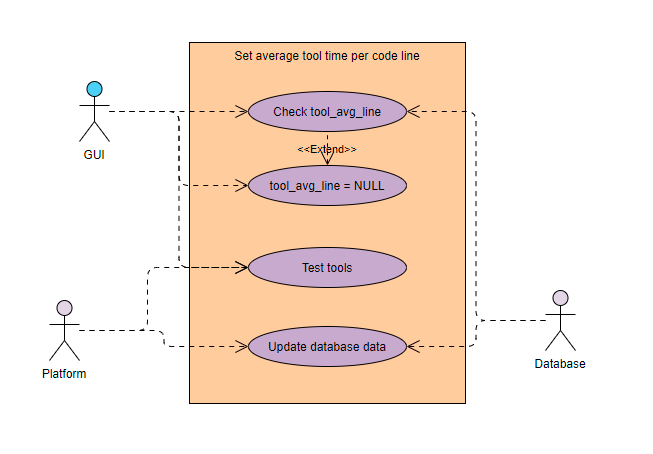 Set average tool time per code line
Check tool_avg_line
<<Extend>>
GUI
tool_avg_line = NULL
Test tools
Update database data
Platform
Database